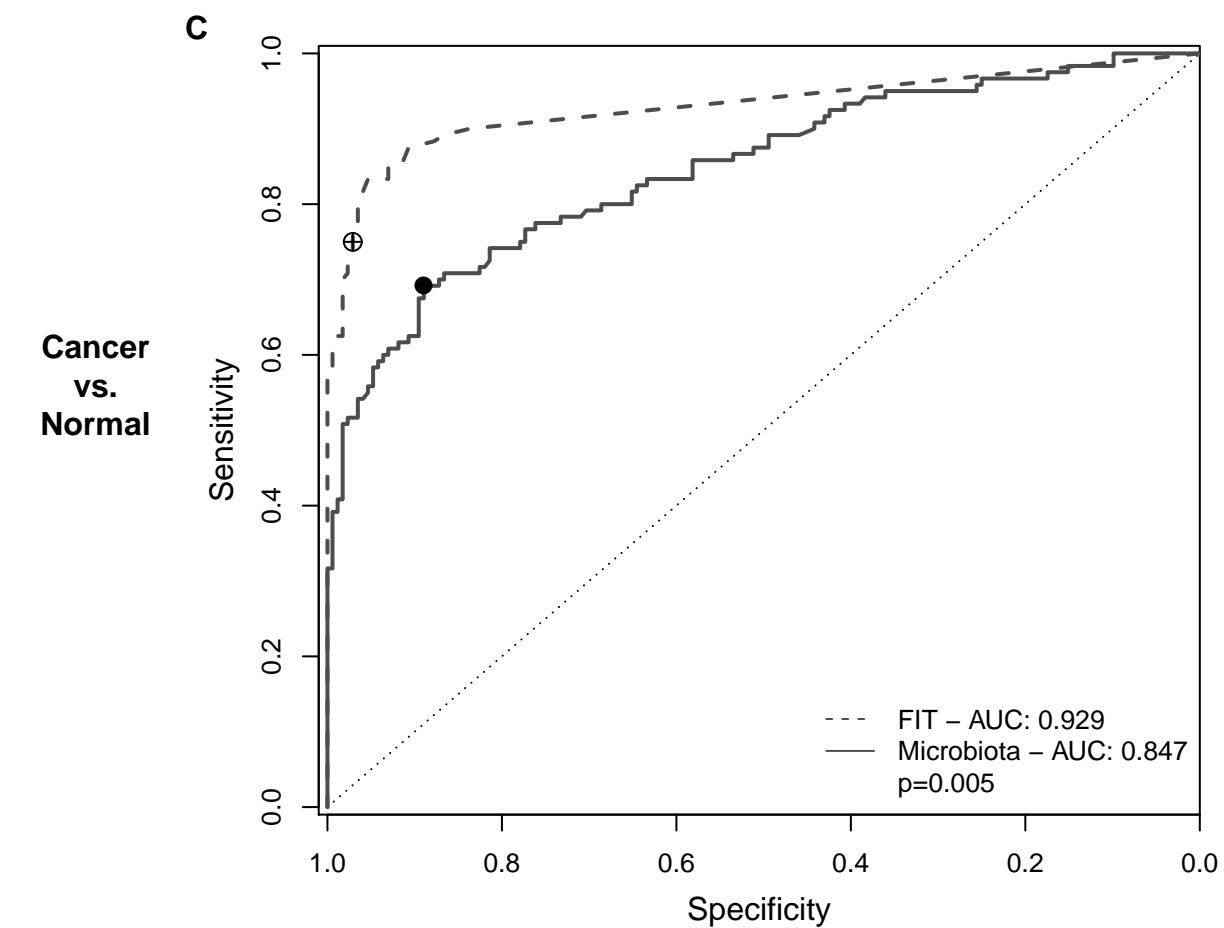 C
Cancer
vs.
Normal
Sensitivity
1.0
0.8
0.6
0.4
0.2
0.0
FIT – AUC: 0.929
Microbiota – AUC: 0.847
p=0.005
1.0 0.8 0.6 0.4 0.2 0.0
Specificity